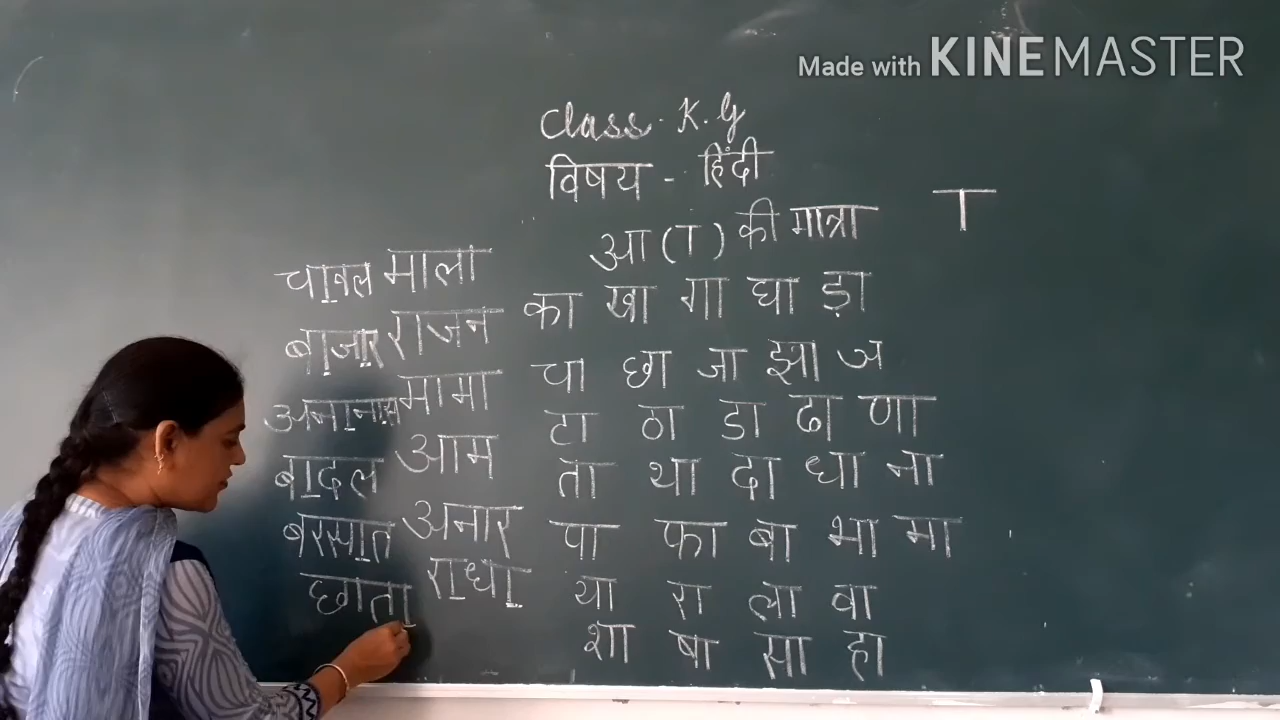 Made with KINEMASTER
Class. K.G
विषय - हिंदी
आ (ा) की मात्रा ा
चावल माला
बाजार राजन
अनानास मामा
बादल आम
बरसात अनार
छाता राधा
का खा गा घा ड़ा
चा छा जा झा ञ
टा ठा डा ढा णा
ता था दा धा ना
पा फा बा भा मा
या रा ला वा
शा षा सा हा